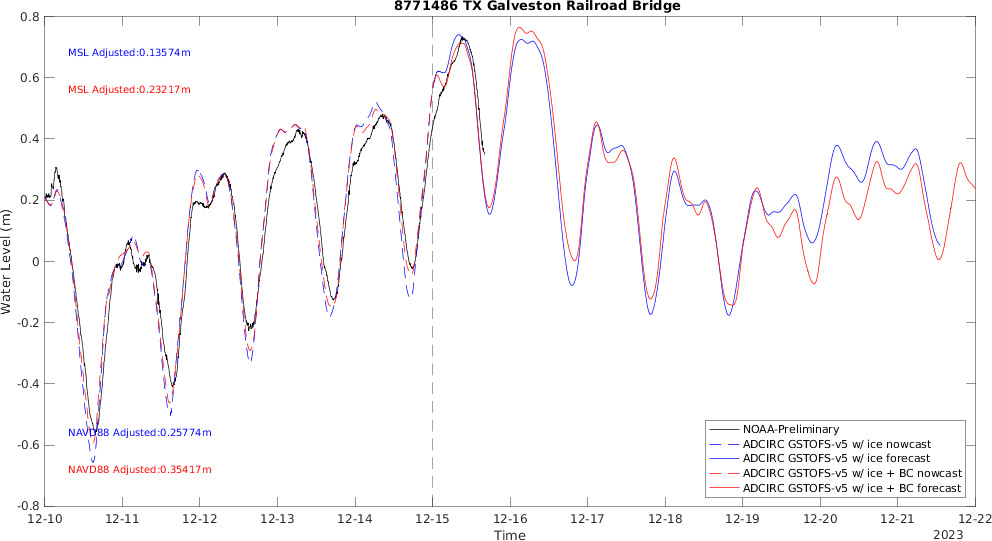 8771486 TX Galveston Railroad Bridge
0.8
0.6
0.4
0.2
0
-0.2
-0.4
-0.6
-0.8
Water Level (m)
MSL Adjusted:0.13574m
MSL Adjusted:0.23217m
NAVD88 Adjusted:0.25774m
NAVD88 Adjusted:0.35417m
NOAA-Preliminary
ADCIRC GSTOFS-v5 w/ ice nowcast
ADCIRC GSTOFS-v5 w/ ice forecast
ADCIRC GSTOFS-v5 w/ ice + BC nowcast
ADCIRC GSTOFS-v5 w/ ice + BC forecast
12-10 12-11 12-12 12-13 12-14 12-15 12-16 12-17 12-18 12-19 12-20 12-21 12-22
Time
2023